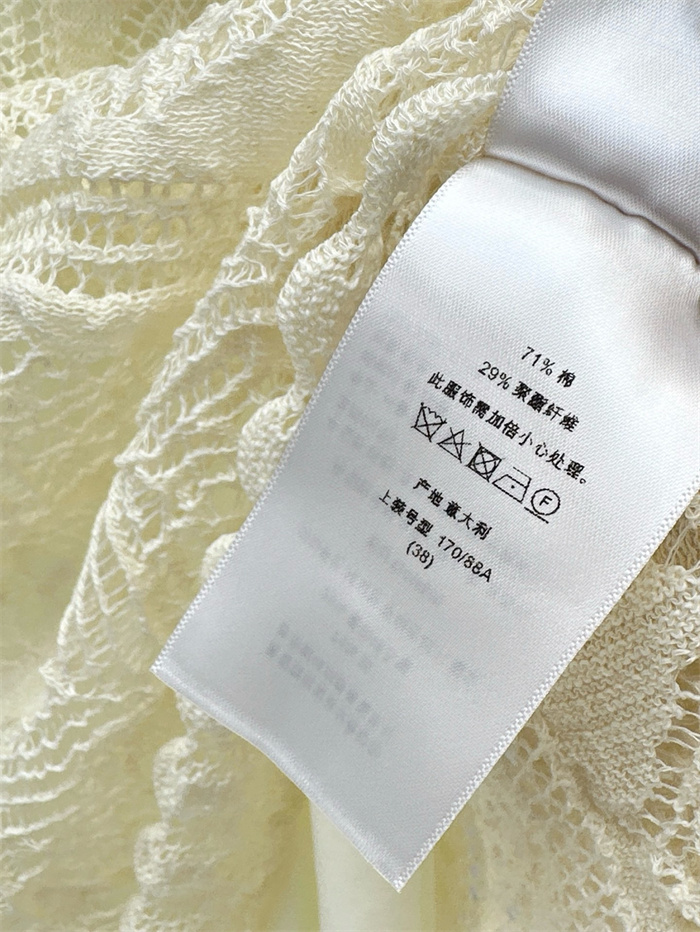 71% 棉
29% 聚酯纤维
此服饰需加倍小心处理。
F
产地 意大利
上装号型 170/88A
(38)